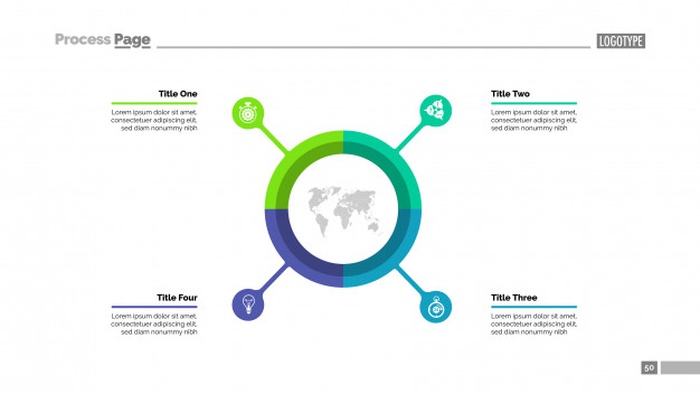 Process Page
LOGOTYPE
Title One
Lorem ipsum dolor sit amet,
consectetuer adipiscing elit,
sed diam nonummy nibh
Title Two
Lorem ipsum dolor sit amet,
consectetuer adipiscing elit,
sed diam nonummy nibh
Title Four
Lorem ipsum dolor sit amet,
consectetuer adipiscing elit,
sed diam nonummy nibh
Title Three
Lorem ipsum dolor sit amet,
consectetuer adipiscing elit,
sed diam nonummy nibh
50